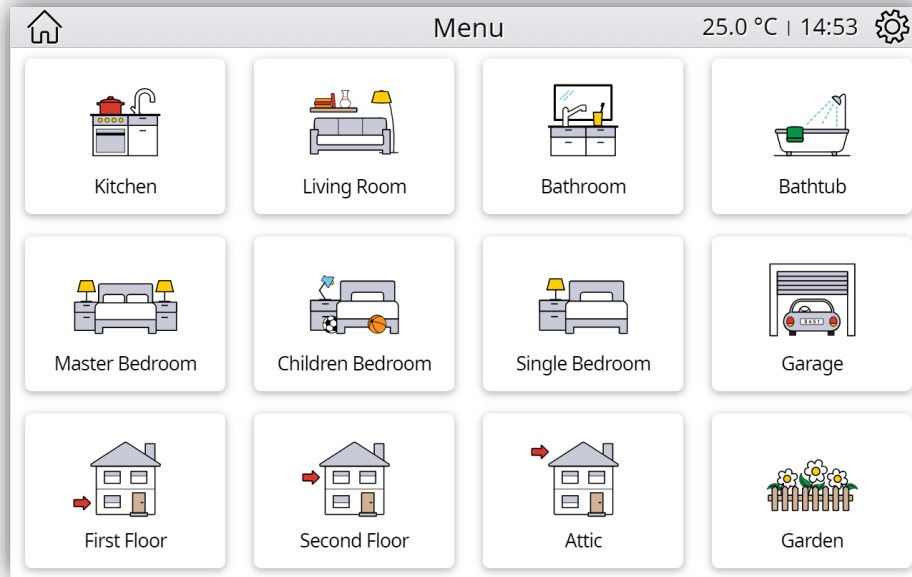 Menu
25.0 °C | 14:53
Kitchen
Living Room
Bathroom
Bathtub
Master Bedroom
Children Bedroom
Single Bedroom
Garage
First Floor
Second Floor
Attic
Garden